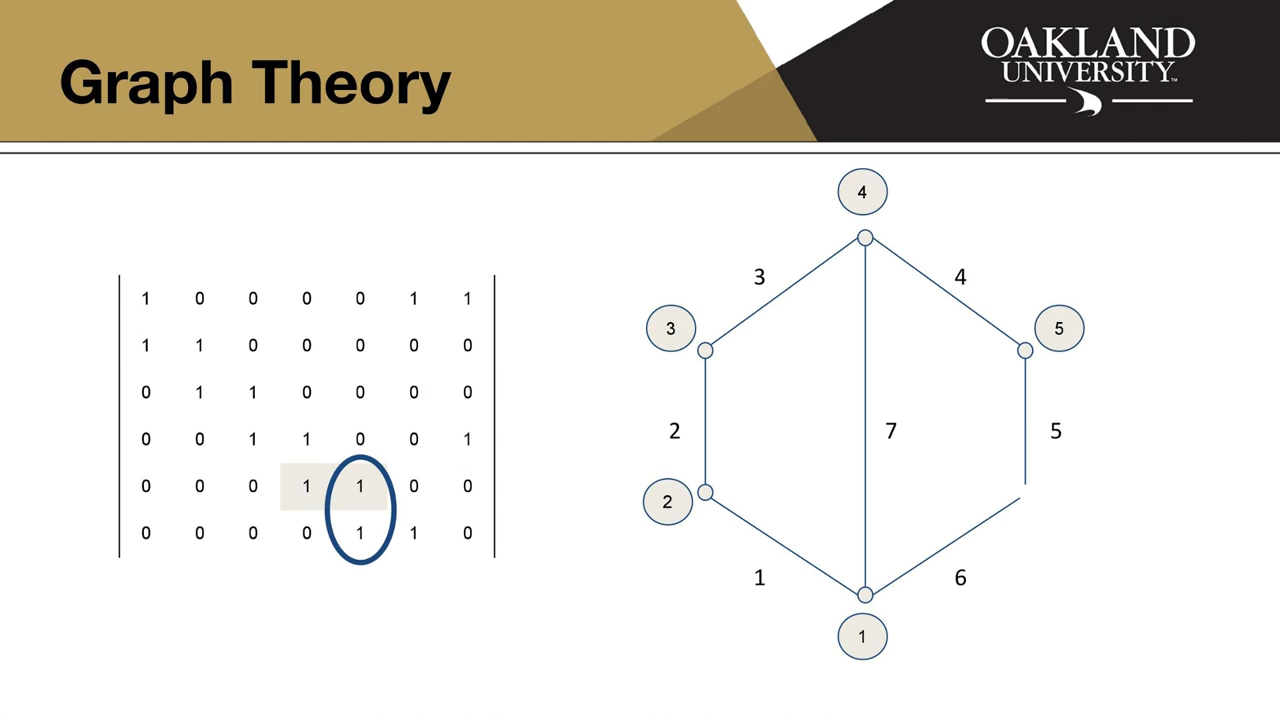 Graph Theory
OAKLAND
UNIVERSITY™
1 0 0 0 0 1 1
1 1 0 0 0 0 0
0 1 1 0 0 0 0
0 0 1 1 0 0 1
0 0 0 1 1 0 0
0 0 0 0 1 1 0
4
3 4
3 5
2 7 5
2
1 6
1